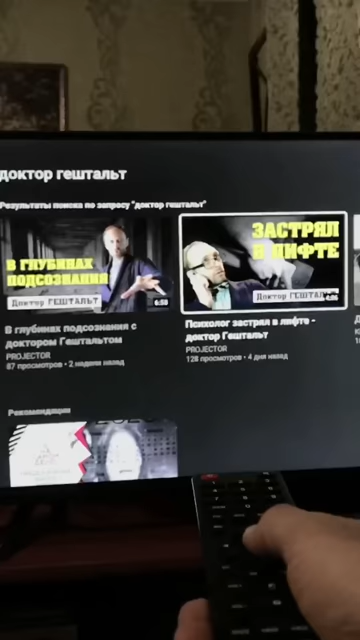 доктор гештальт
Результаты поиска по запросу "доктор гештальт"
В ГЛУБИНАХ
ПОДСОЗНАНИЯ
Доктор ГЕШТАЛЬТ
6:58
ЗАСТРЯЛ
В ЛИФТЕ
Доктор ГЕШТАЛЬТ
В глубинах подсознания с
доктором Гештальтом
PROJECTOR
87 просмотров • 2 недели назад
Психолог застрял в лифте -
доктор Гештальт
PROJECTOR
128 просмотров • 4 дня назад
Рекомендации